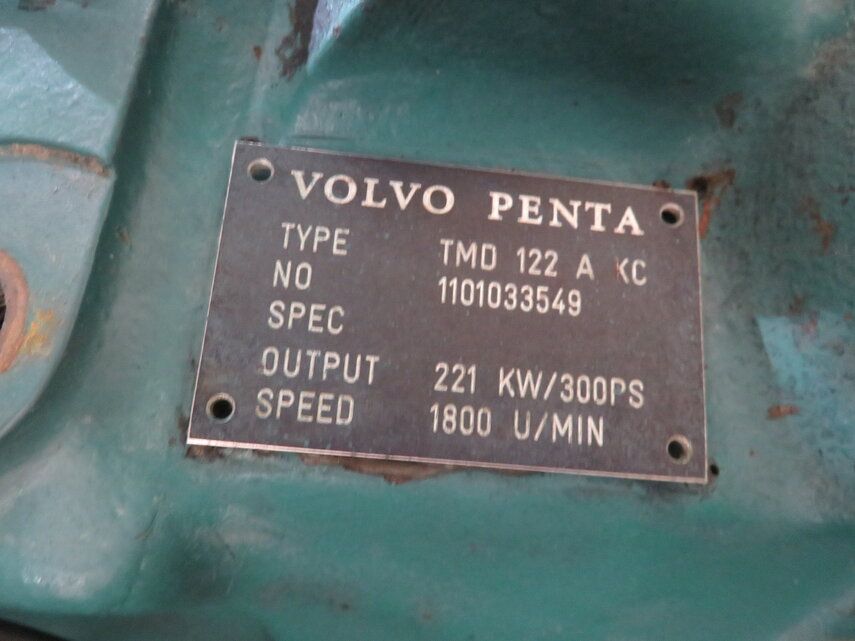 VOLVO PENTA
TYPE TMD 122 A KC
NO 1101033549
SPEC
OUTPUT 221 KW/300PS
SPEED 1800 U/MIN